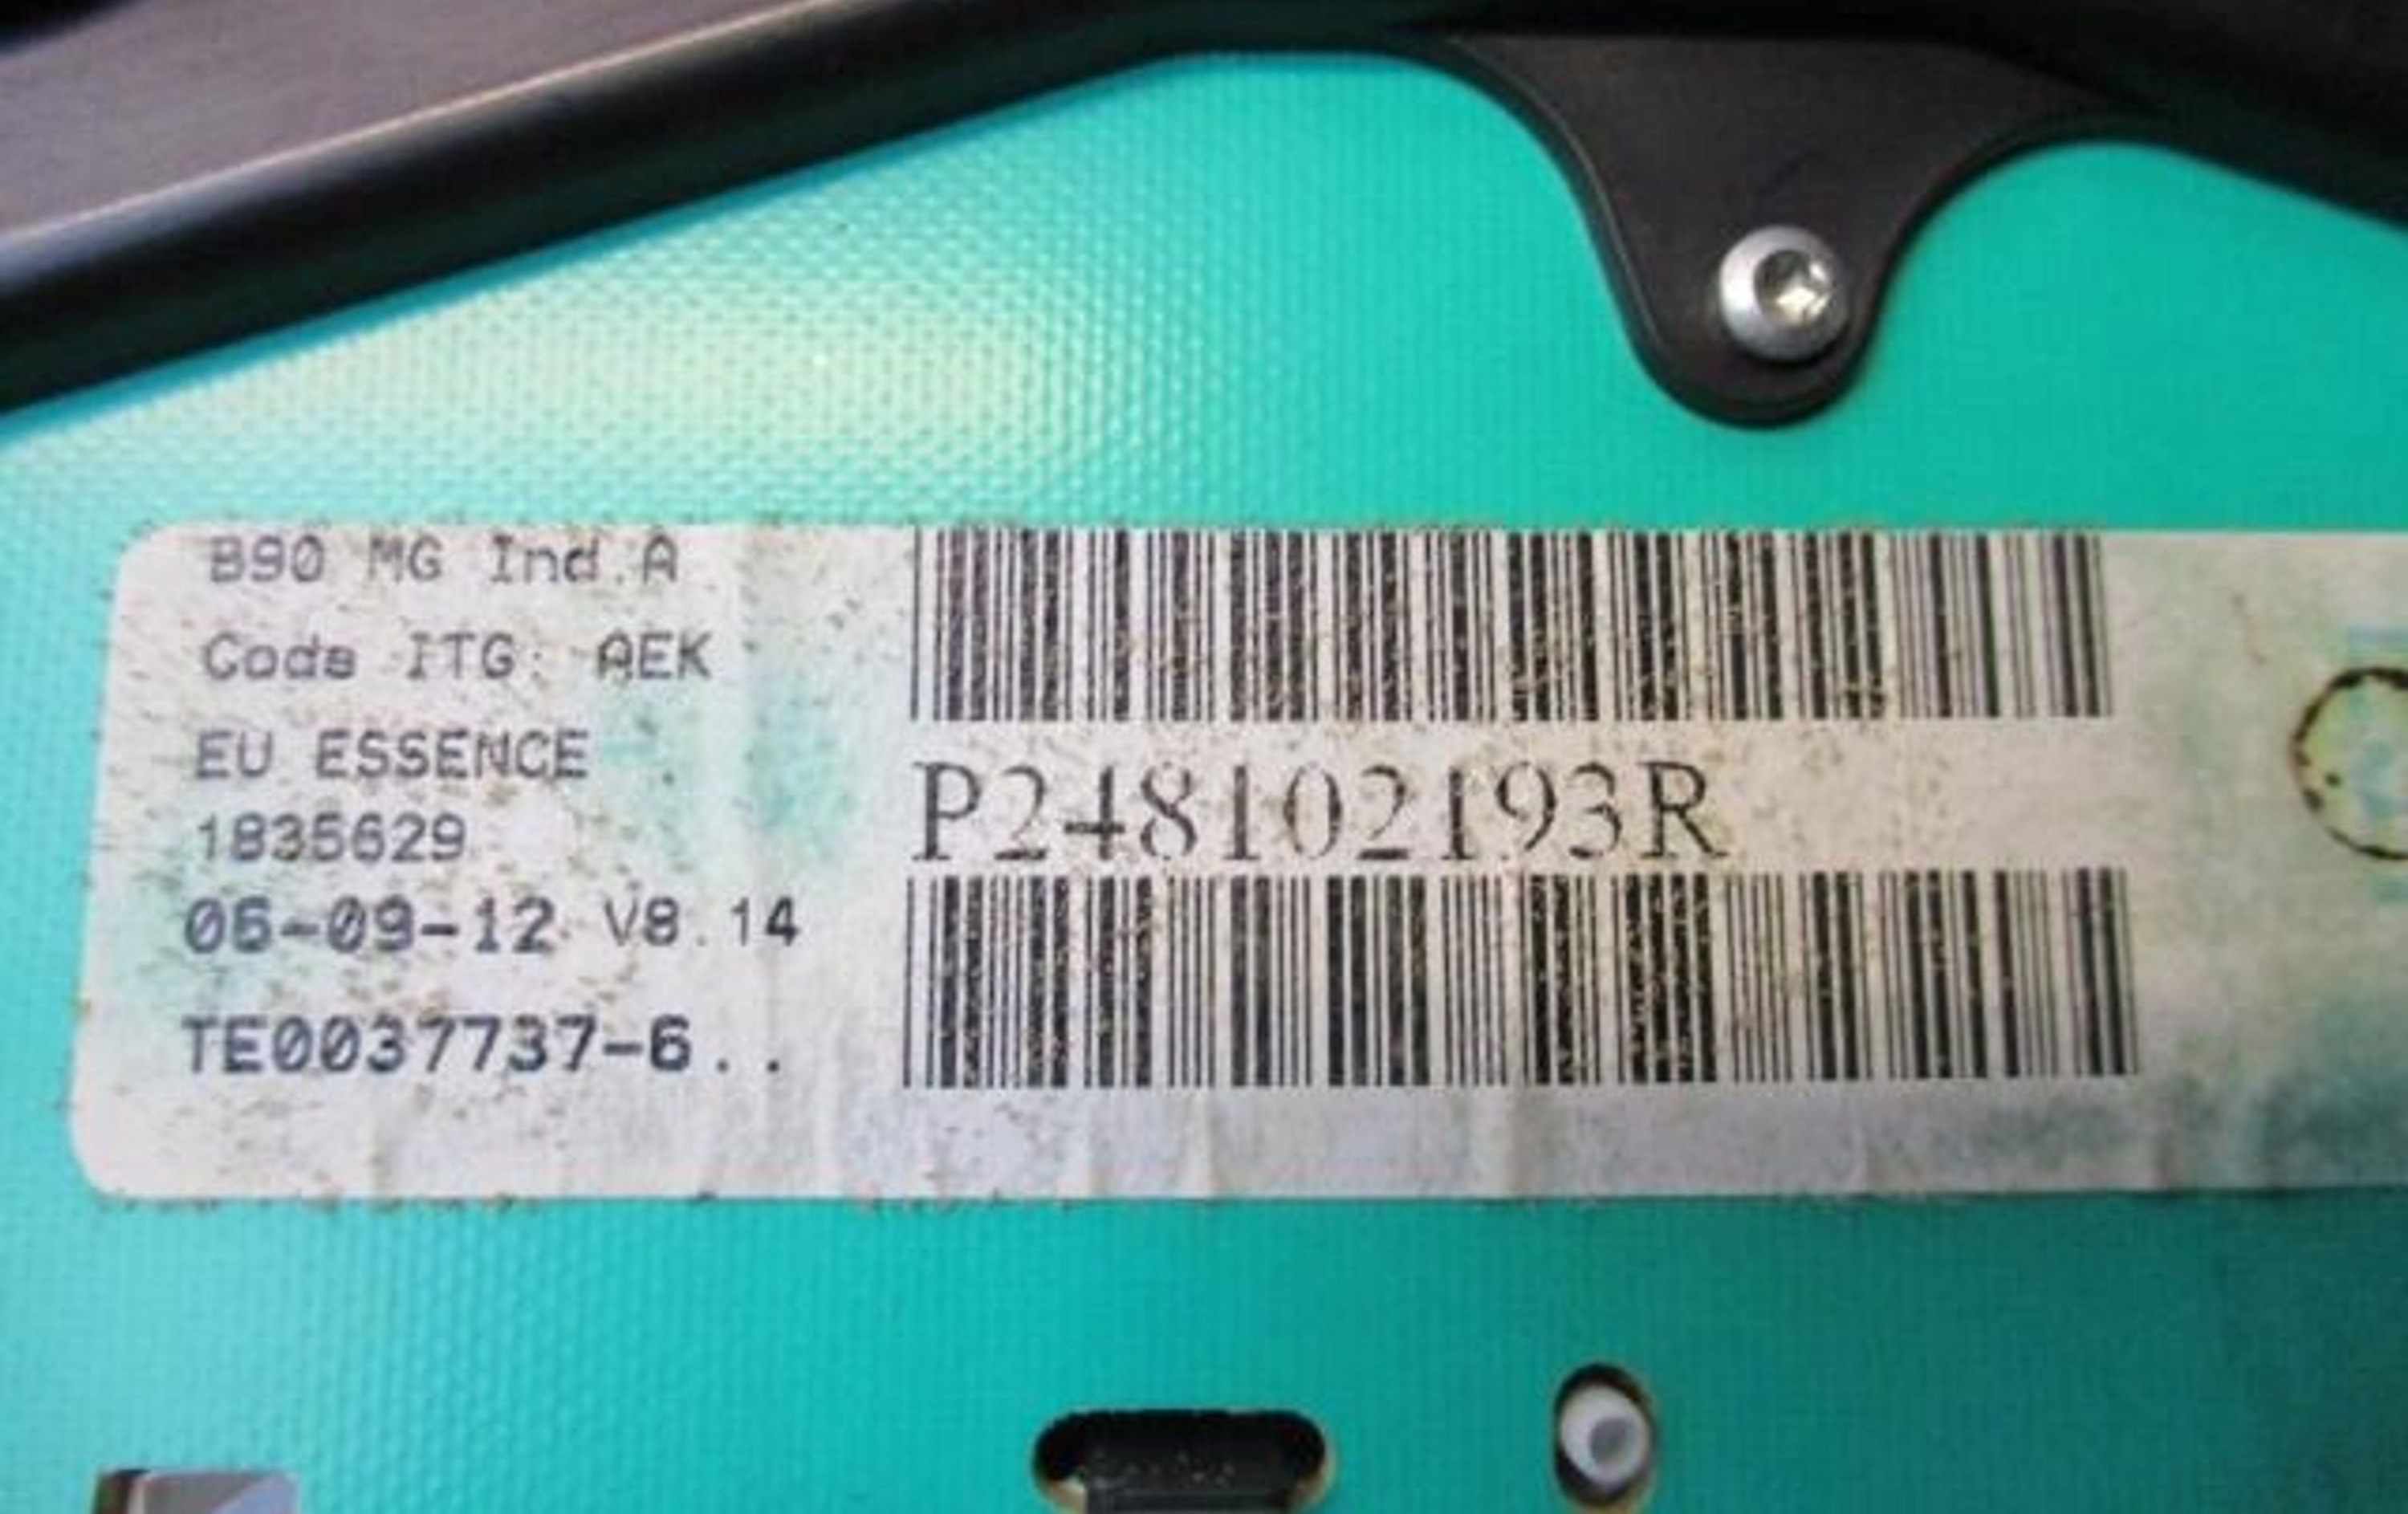 B90 MG Ind.A
Code ITG: AEK
EU ESSENCE
1835629
06-09-12 V8.14
TE0037737-6..
P248102193R